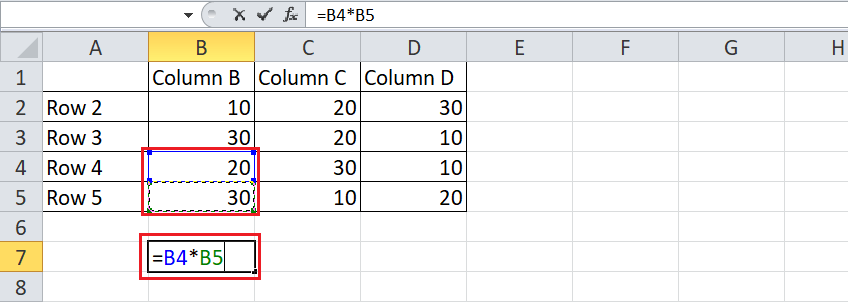 fx =B4*B5
A B C D E F G H
1 Column B Column C Column D
2 Row 2 10 20 30
3 Row 3 30 20 10
4 Row 4 20 30 10
5 Row 5 30 10 20
6
7 =B4*B5
8